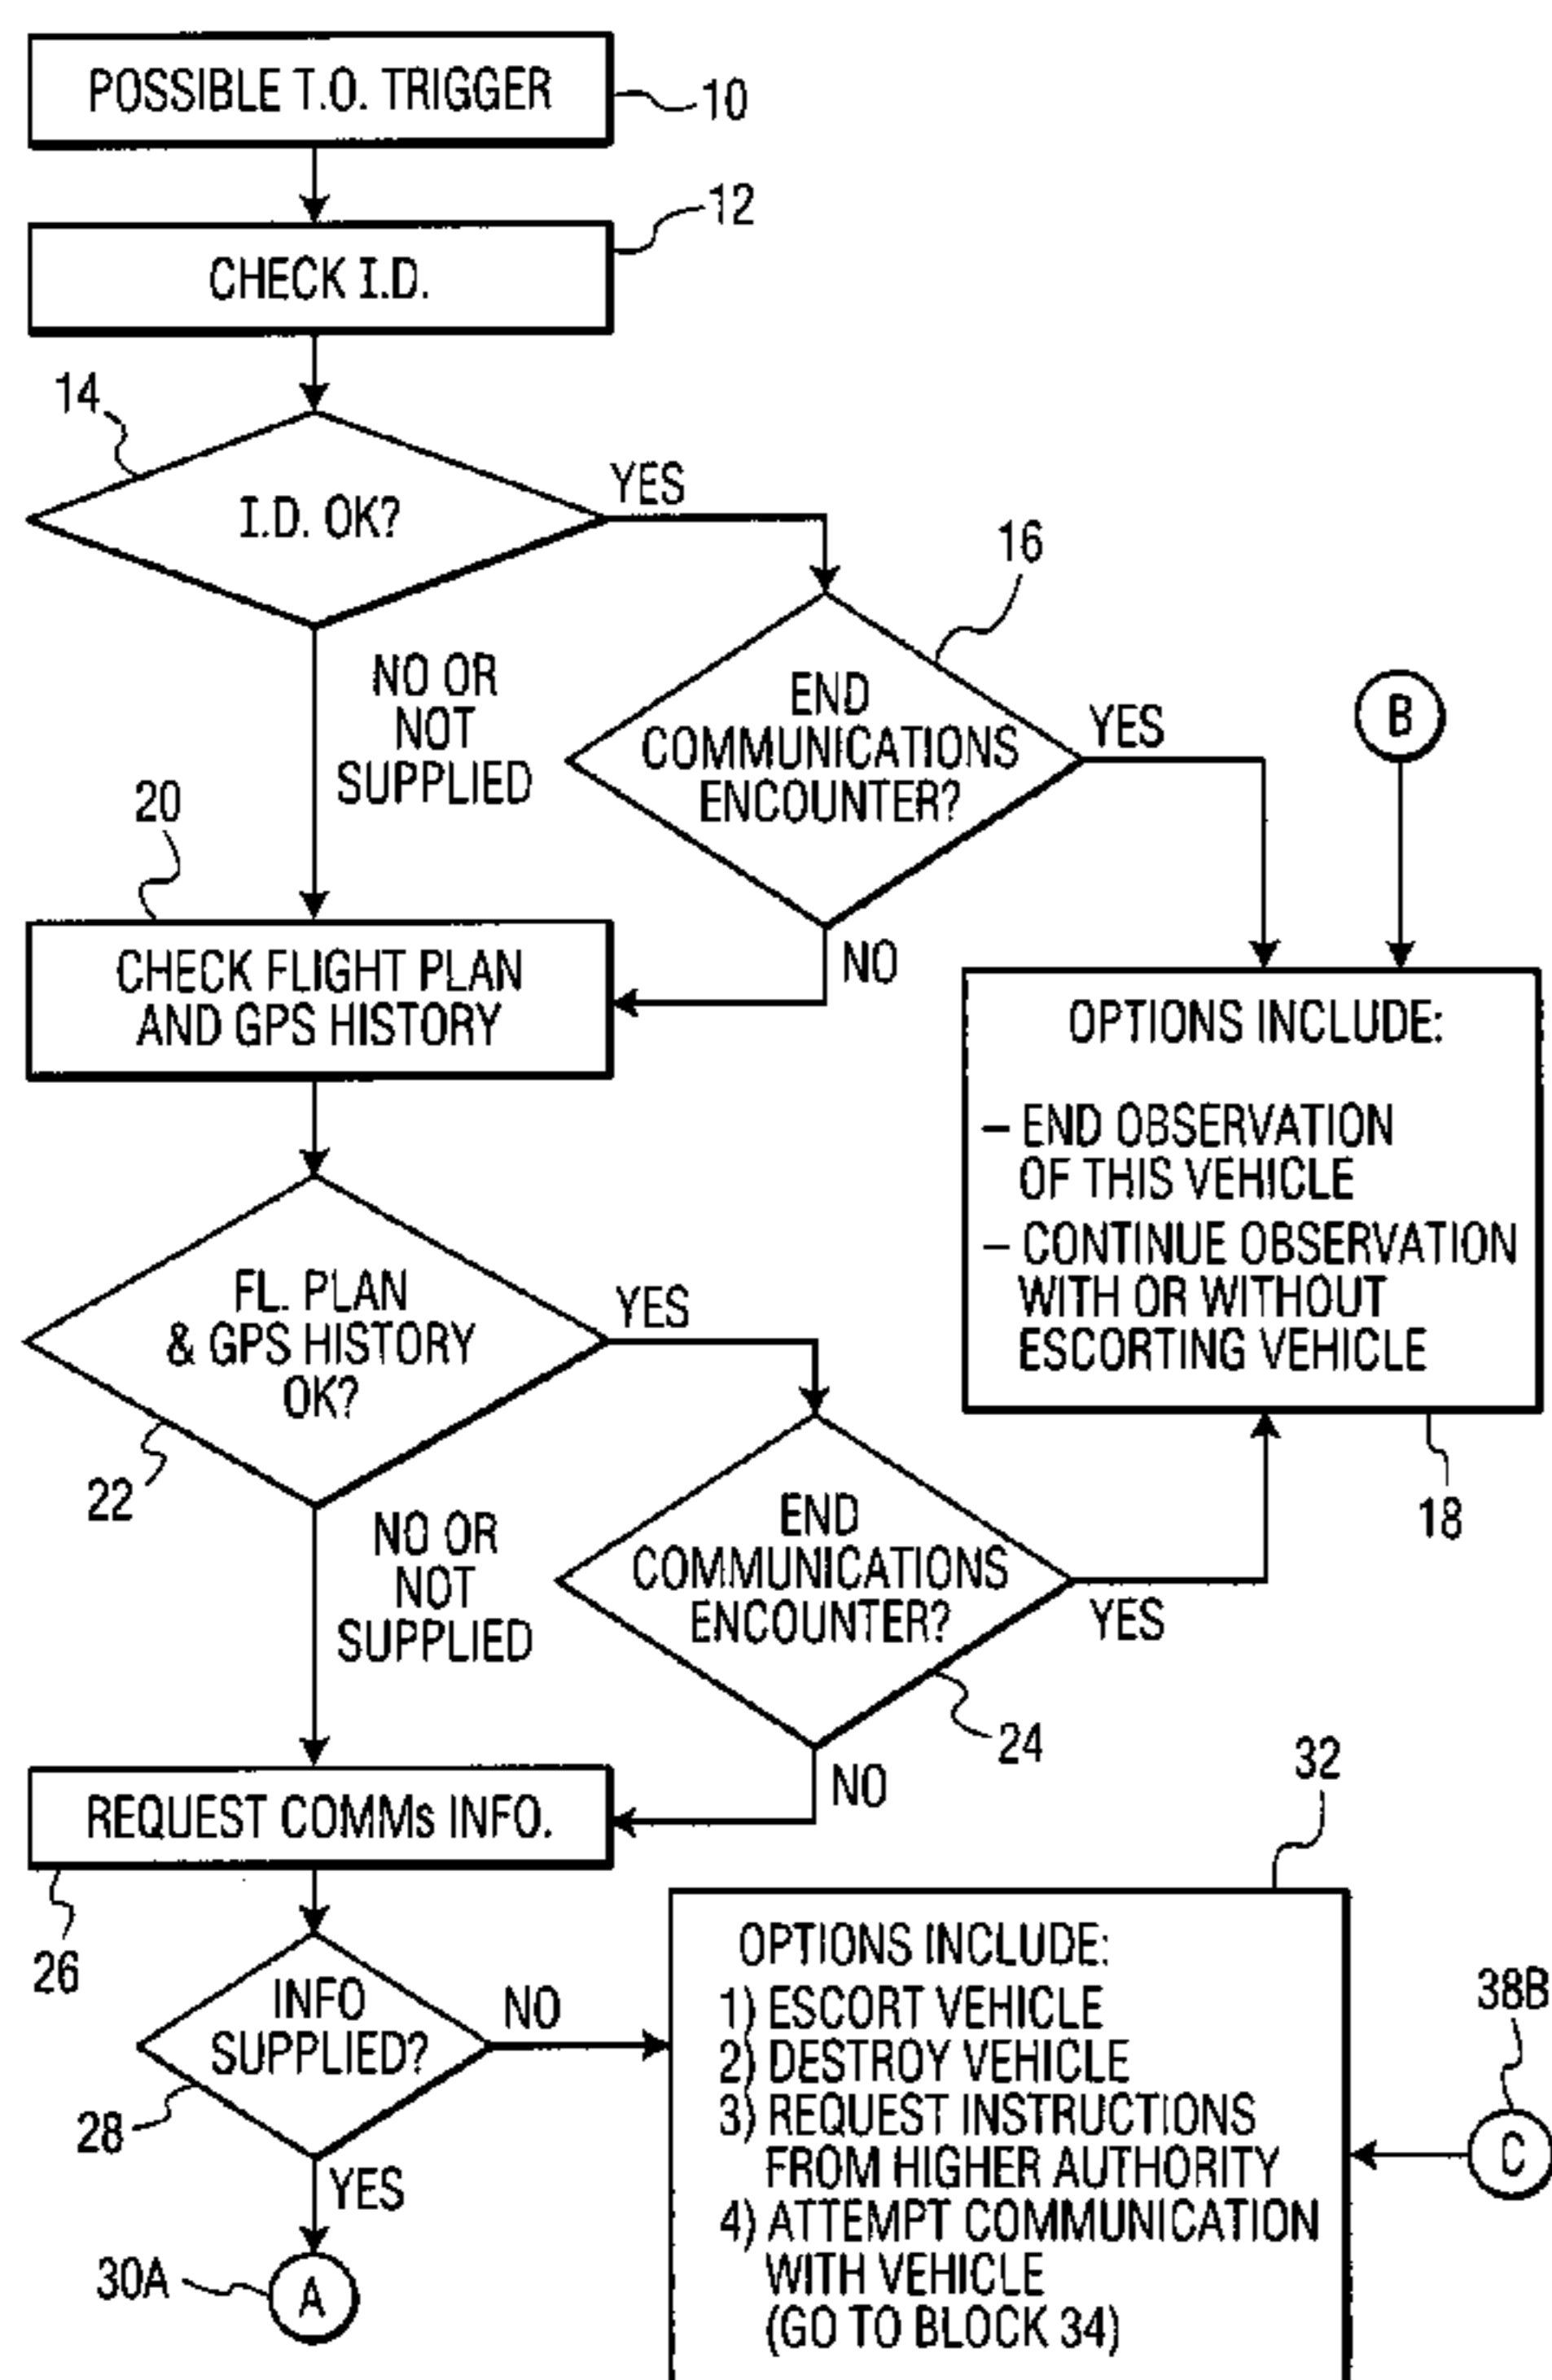 POSSIBLE T.O. TRIGGER
10
12
CHECK I.D.
14
I.D. OK?
YES
16
NO OR
NOT
SUPPLIED
END
COMMUNICATIONS
ENCOUNTER?
YES
B
20
NO
CHECK FLIGHT PLAN
AND GPS HISTORY
OPTIONS INCLUDE:
– END OBSERVATION
OF THIS VEHICLE
– CONTINUE OBSERVATION
WITH OR WITHOUT
ESCORTING VEHICLE
18
FL. PLAN
& GPS HISTORY
OK?
YES
22
NO OR
NOT
SUPPLIED
END
COMMUNICATIONS
ENCOUNTER?
YES
24
NO
REQUEST COMMs INFO.
26
INFO
SUPPLIED?
NO
28
YES
30A
A
32
OPTIONS INCLUDE:
1) ESCORT VEHICLE
2) DESTROY VEHICLE
3) REQUEST INSTRUCTIONS
FROM HIGHER AUTHORITY
4) ATTEMPT COMMUNICATION
WITH VEHICLE
(GO TO BLOCK 34)
38B
C